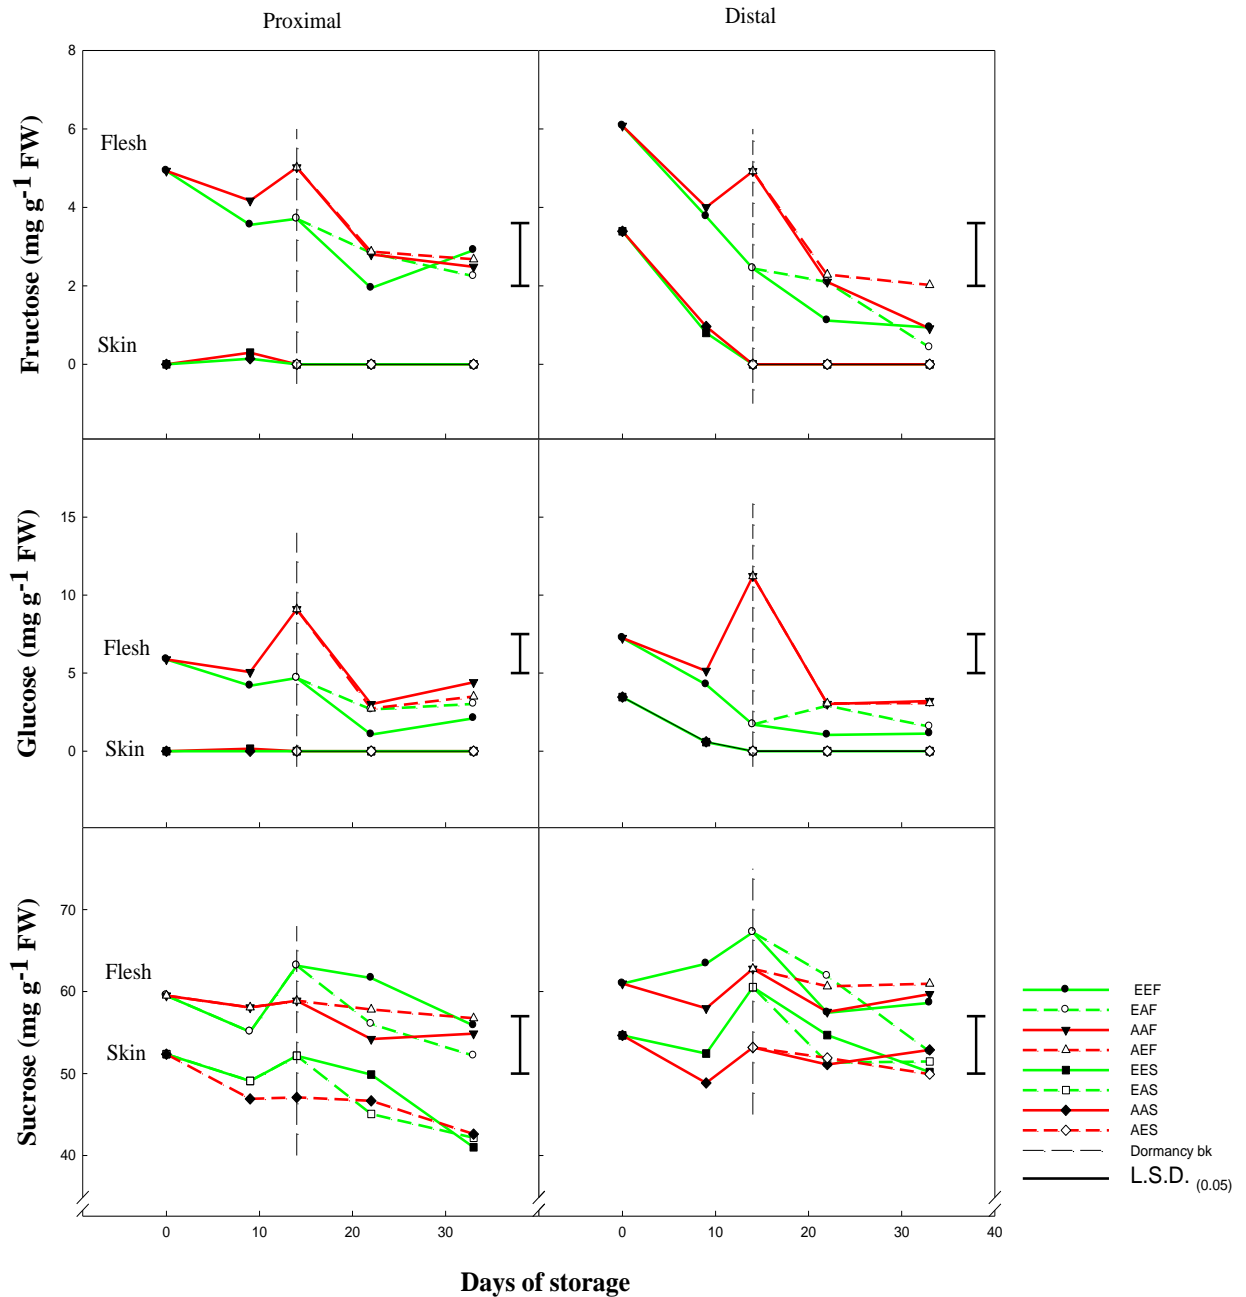 Proximal
Distal
Fructose (mg g-1 FW)
8
6
4
2
0
Flesh
Skin
Glucose (mg g-1 FW)
15
10
5
0
Flesh
Skin
Sucrose (mg g-1 FW)
70
60
50
40
Flesh
Skin
0 10 20 30
0 10 20 30 40
Days of storage
EEF
EAF
AAF
AEF
EES
EAS
AAS
AES
Dormancy bk
L.S.D. (0.05)